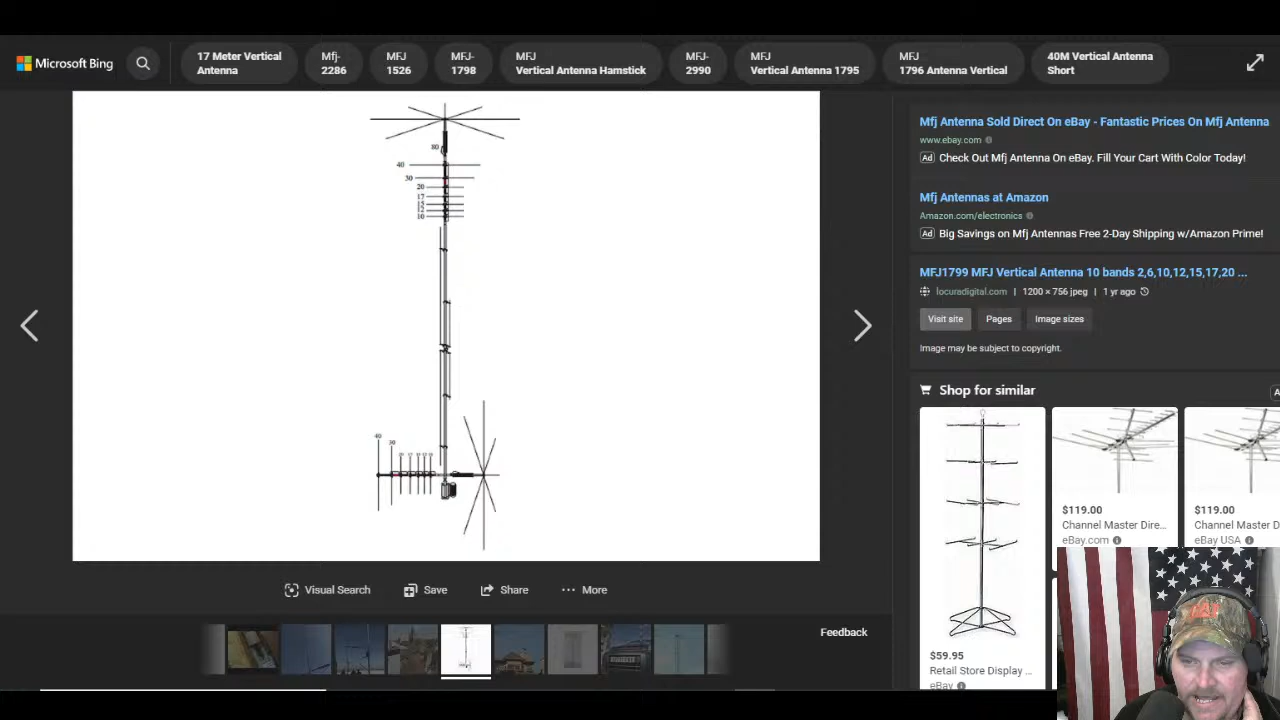 Microsoft Bing
17 Meter Vertical
Antenna
Mfj-
2286
MFJ
1526
MFJ-
1798
MFJ
Vertical Antenna Hamstick
MFJ-
2990
MFJ
Vertical Antenna 1795
MFJ
1796 Antenna Vertical
40M Vertical Antenna
Short
80
40
30
20
17
15
12
10
40
30
Mfj Antenna Sold Direct On eBay - Fantastic Prices On Mfj Antenna
www.ebay.com
Ad Check Out Mfj Antenna On eBay. Fill Your Cart With Color Today!
Mfj Antennas at Amazon
Amazon.com/electronics
Ad Big Savings on Mfj Antennas Free 2-Day Shipping w/Amazon Prime!
MFJ1799 MFJ Vertical Antenna 10 bands 2,6,10,12,15,17,20 ...
locuradigital.com | 1200 × 756 jpeg | 1 yr ago
Visit site
Pages
Image sizes
Image may be subject to copyright.
Shop for similar
A
$119.00
Channel Master Dire...
eBay.com
$119.00
Channel Master D
eBay USA
$59.95
Retail Store Display ...
eBay
Visual Search
Save
Share
More
Feedback